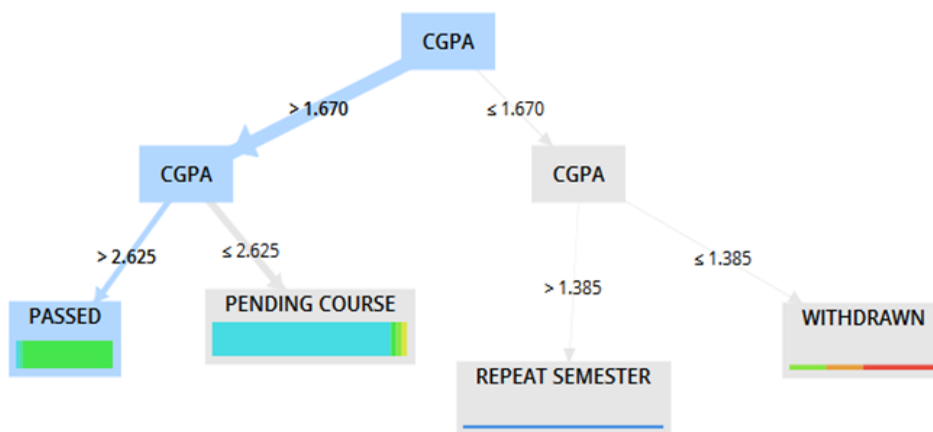 CGPA
> 1.670
≤ 1.670
CGPA
CGPA
> 2.625
≤ 2.625
> 1.385
≤ 1.385
PASSED
PENDING COURSE
REPEAT SEMESTER
WITHDRAWN